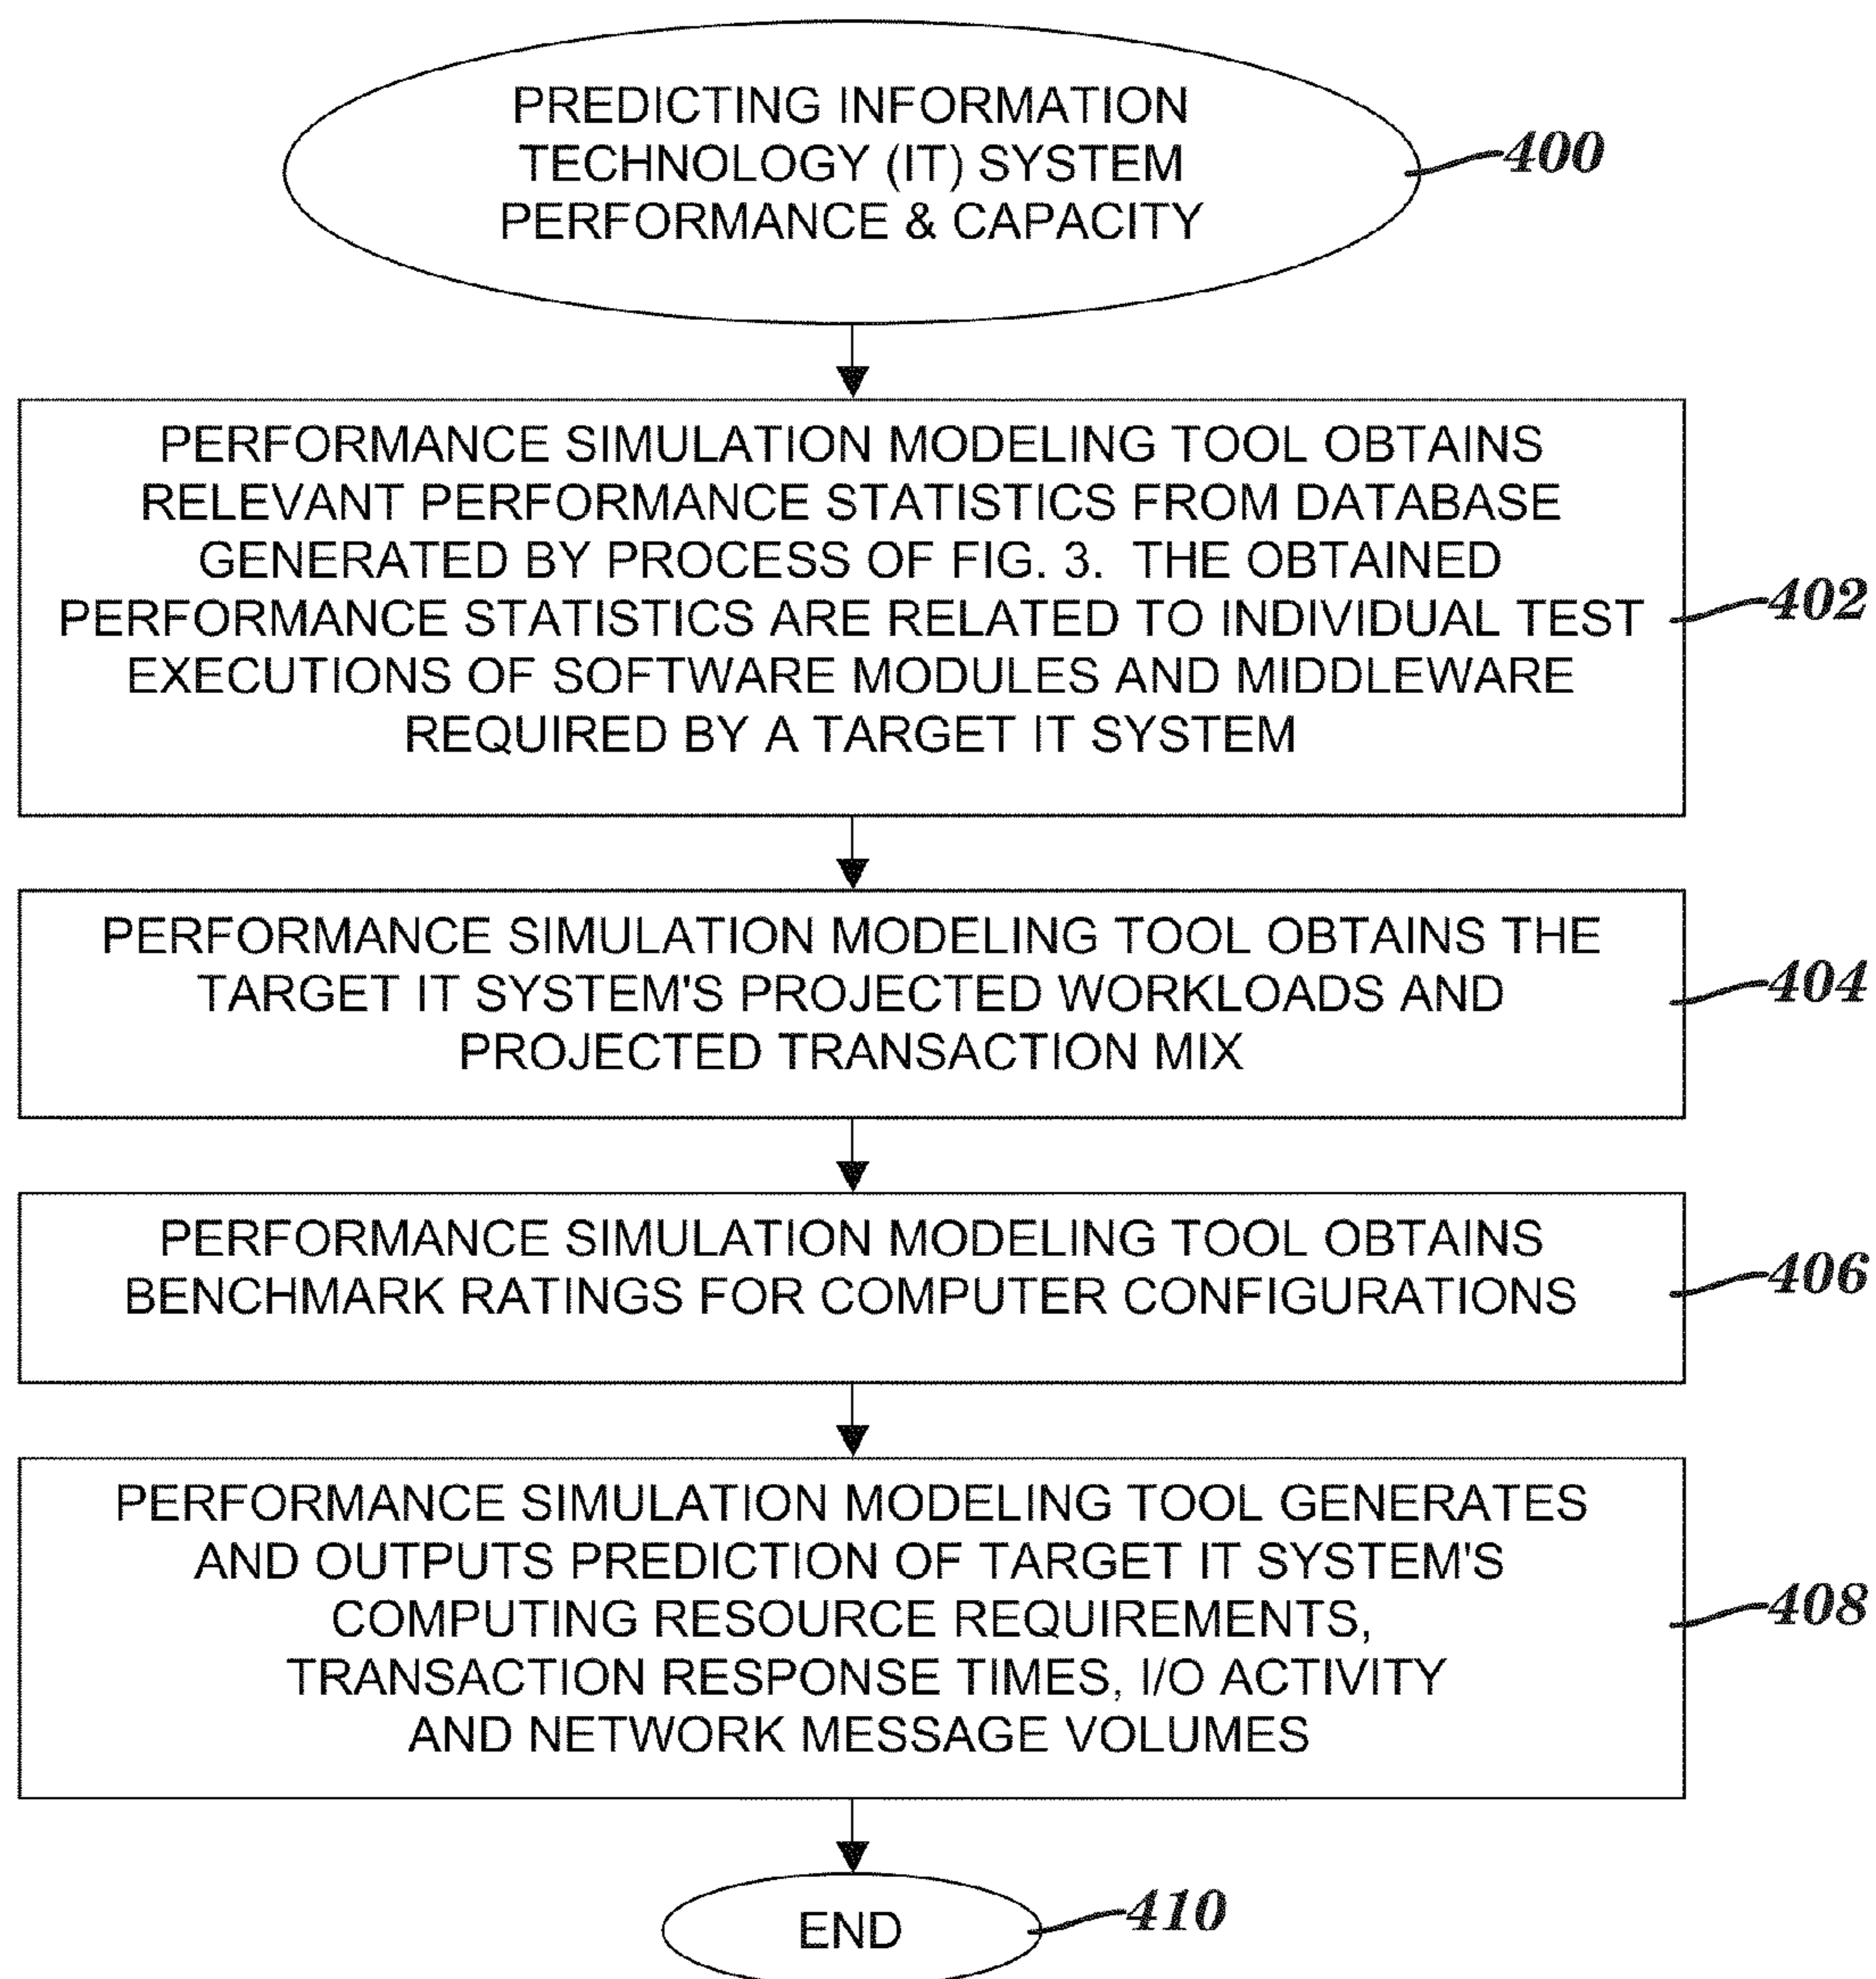 PREDICTING INFORMATION
TECHNOLOGY (IT) SYSTEM
PERFORMANCE & CAPACITY
400
PERFORMANCE SIMULATION MODELING TOOL OBTAINS
RELEVANT PERFORMANCE STATISTICS FROM DATABASE
GENERATED BY PROCESS OF FIG. 3. THE OBTAINED
PERFORMANCE STATISTICS ARE RELATED TO INDIVIDUAL TEST
EXECUTIONS OF SOFTWARE MODULES AND MIDDLEWARE
REQUIRED BY A TARGET IT SYSTEM
402
PERFORMANCE SIMULATION MODELING TOOL OBTAINS THE
TARGET IT SYSTEM'S PROJECTED WORKLOADS AND
PROJECTED TRANSACTION MIX
404
PERFORMANCE SIMULATION MODELING TOOL OBTAINS
BENCHMARK RATINGS FOR COMPUTER CONFIGURATIONS
406
PERFORMANCE SIMULATION MODELING TOOL GENERATES
AND OUTPUTS PREDICTION OF TARGET IT SYSTEM'S
COMPUTING RESOURCE REQUIREMENTS,
TRANSACTION RESPONSE TIMES, I/O ACTIVITY
AND NETWORK MESSAGE VOLUMES
408
END
410